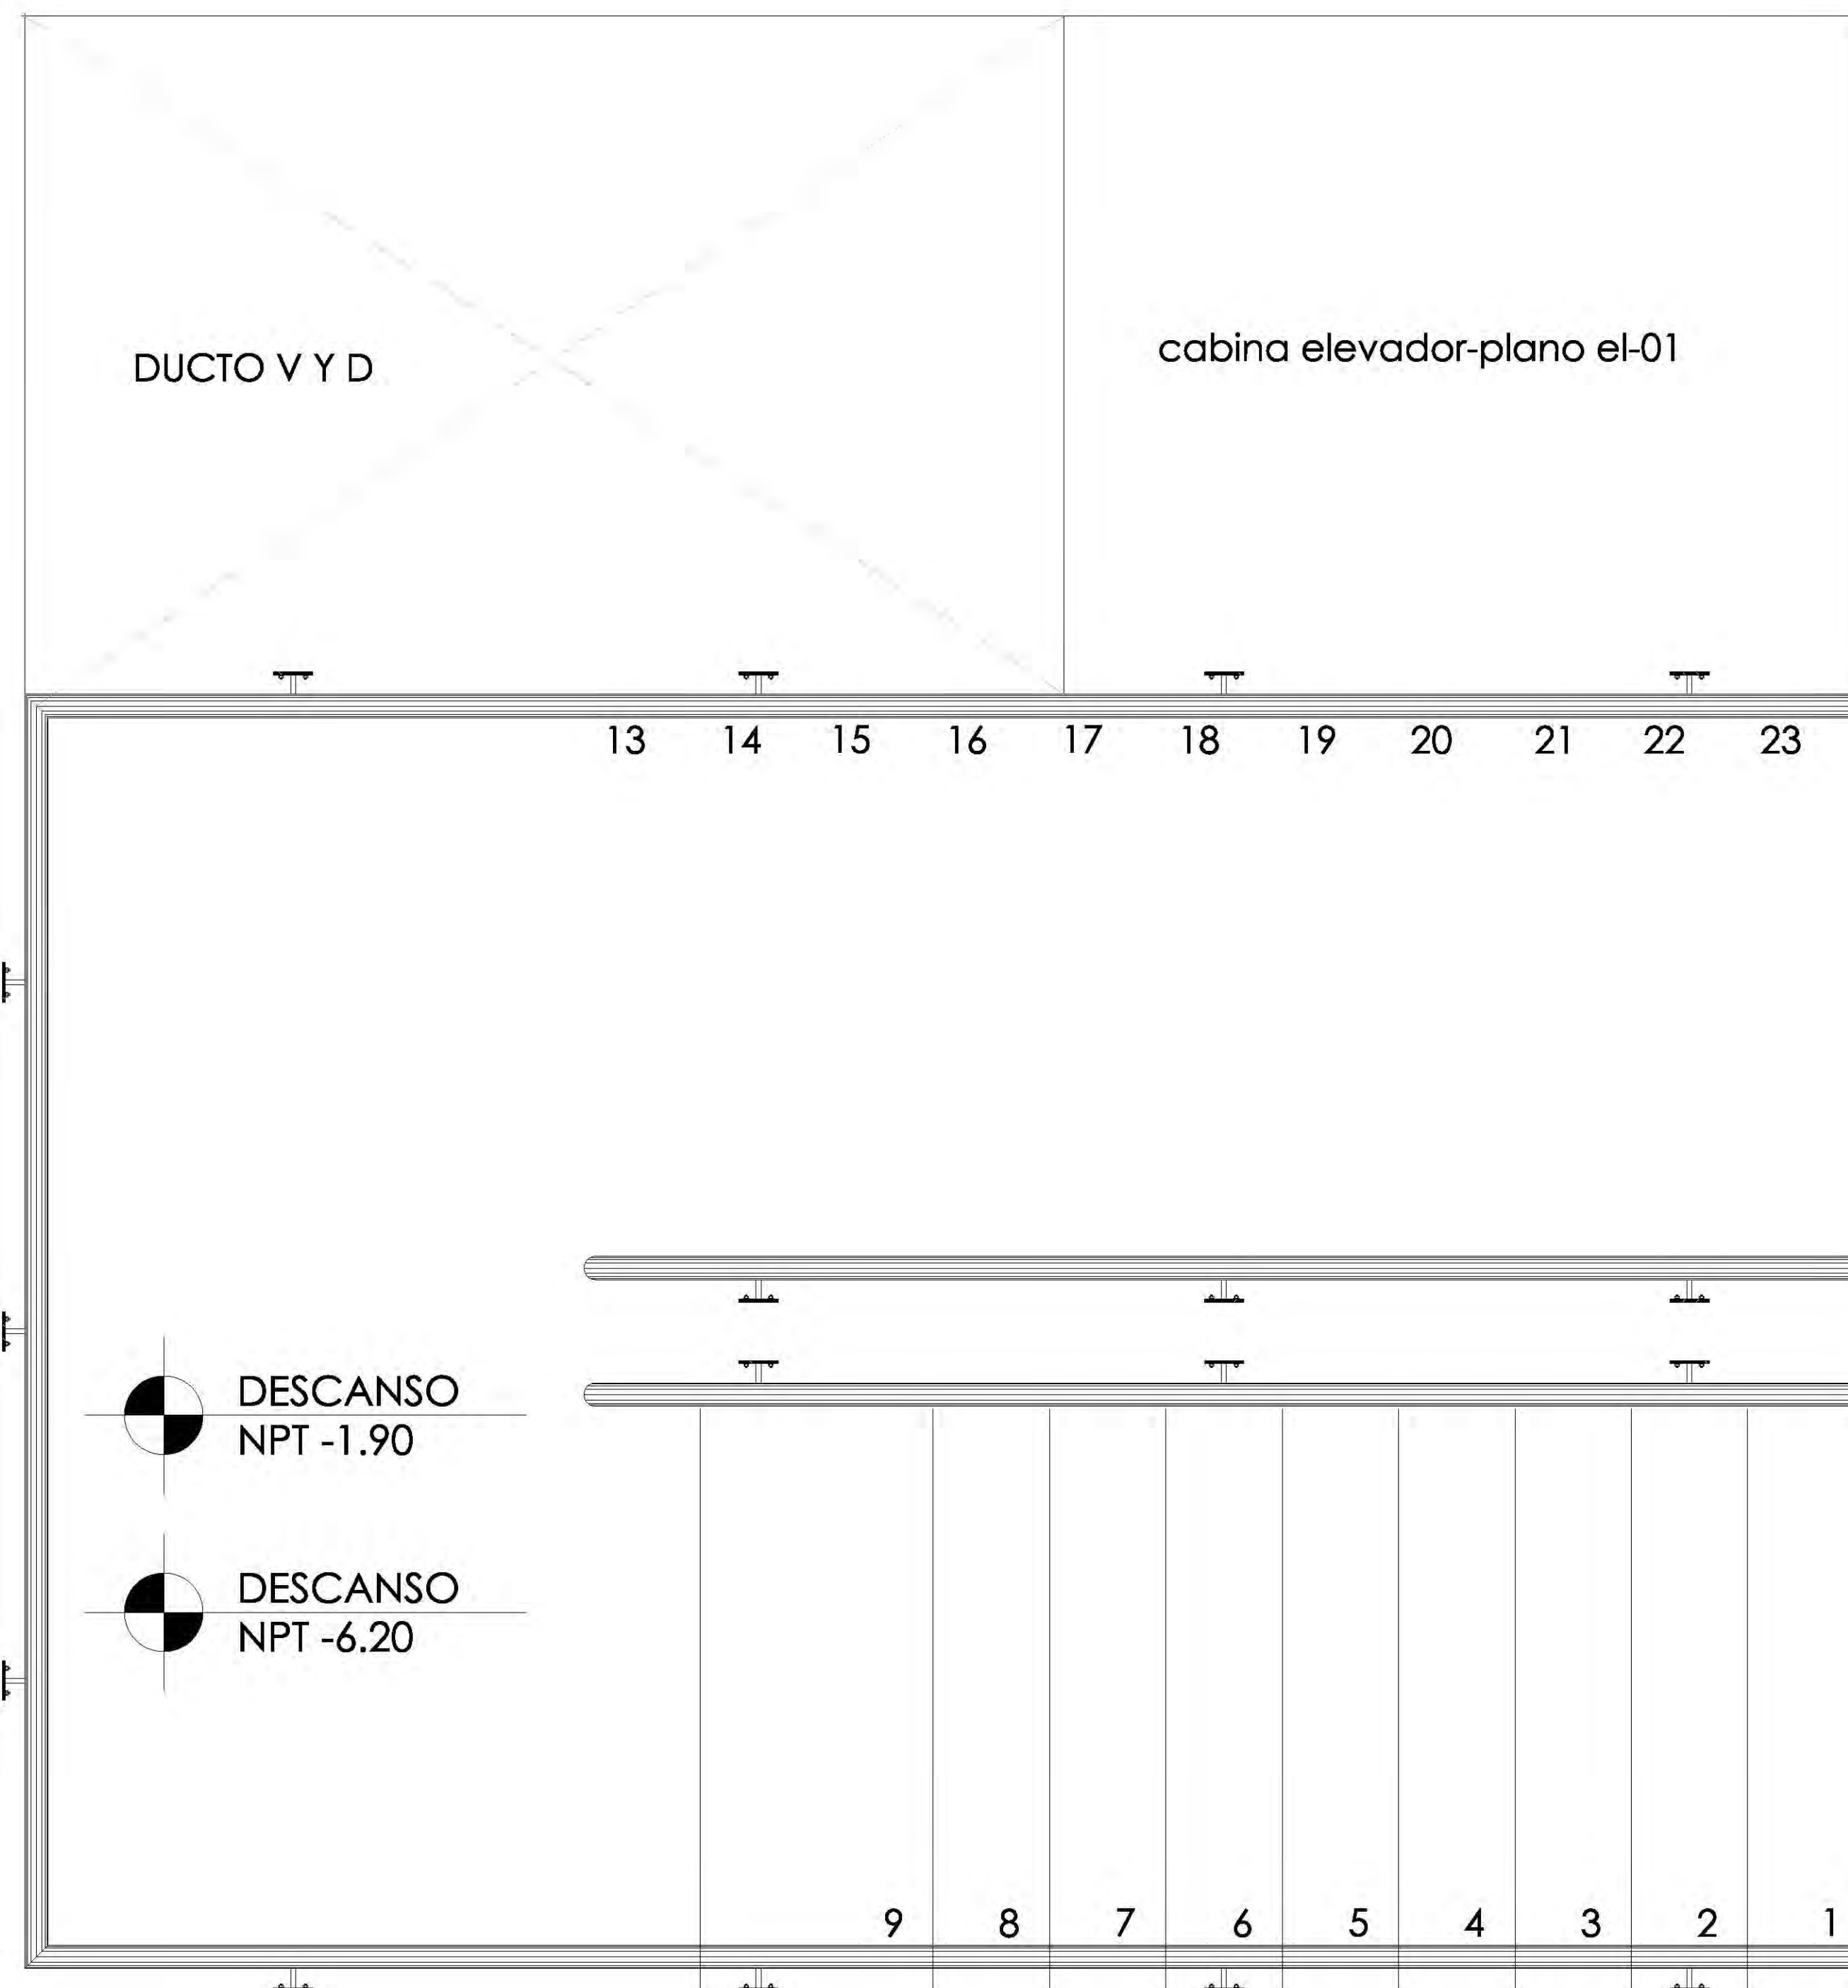 DUCTO V Y D
cabina elevador-plano el-01
13 14 15 16 17 18 19 20 21 22 23
DESCANSO
NPT -1.90
DESCANSO
NPT -6.20
9 8 7 6 5 4 3 2 1